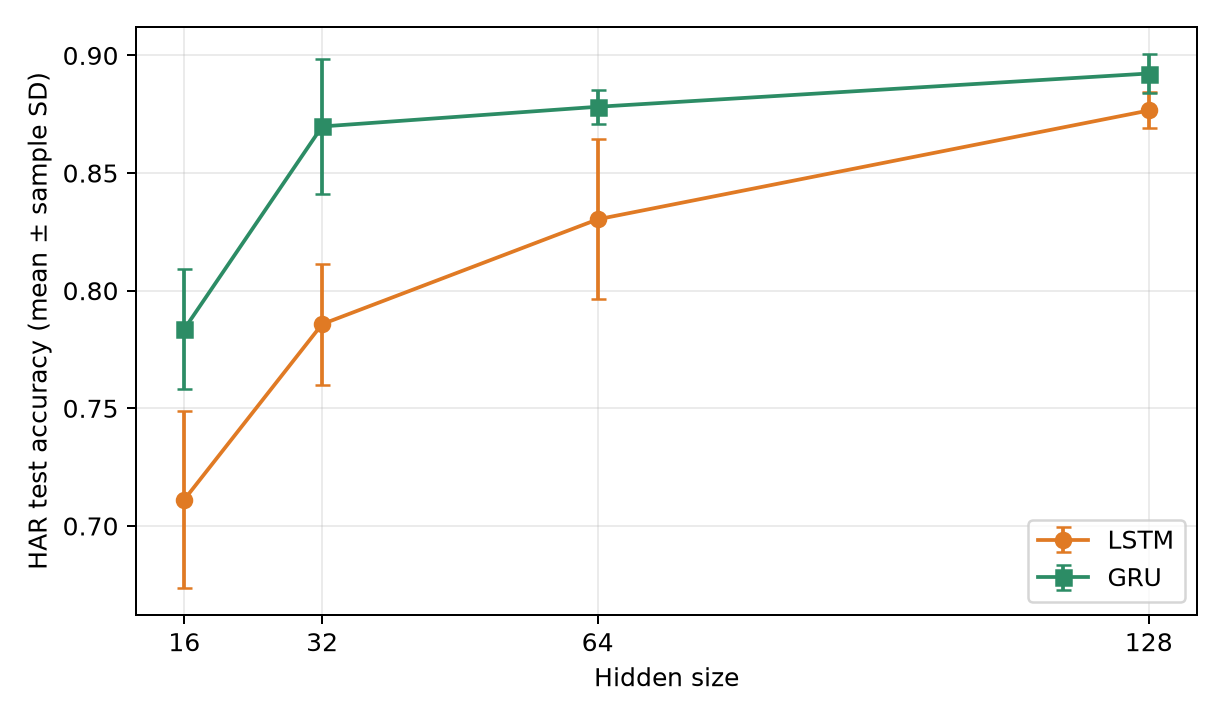 HAR test accuracy (mean ± sample SD)
0.90
0.85
0.80
0.75
0.70
16
32
64
128
Hidden size
LSTM
GRU